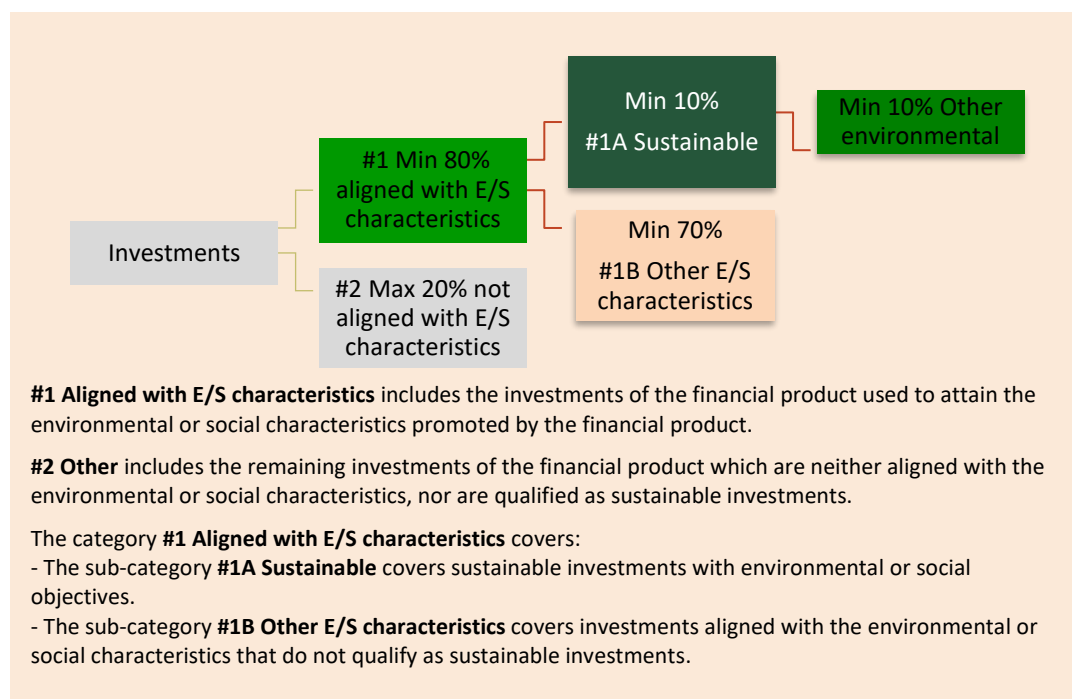 Min 10%
#1A Sustainable
Min 10% Other
environmental
#1 Min 80%
aligned with E/S
characteristics
Min 70%
#1B Other E/S
characteristics
Investments
#2 Max 20% not
aligned with E/S
characteristics
#1 Aligned with E/S characteristics includes the investments of the financial product used to attain the
environmental or social characteristics promoted by the financial product.
#2 Other includes the remaining investments of the financial product which are neither aligned with the
environmental or social characteristics, nor are qualified as sustainable investments.
The category #1 Aligned with E/S characteristics covers:
- The sub-category #1A Sustainable covers sustainable investments with environmental or social
objectives.
- The sub-category #1B Other E/S characteristics covers investments aligned with the environmental or
social characteristics that do not qualify as sustainable investments.